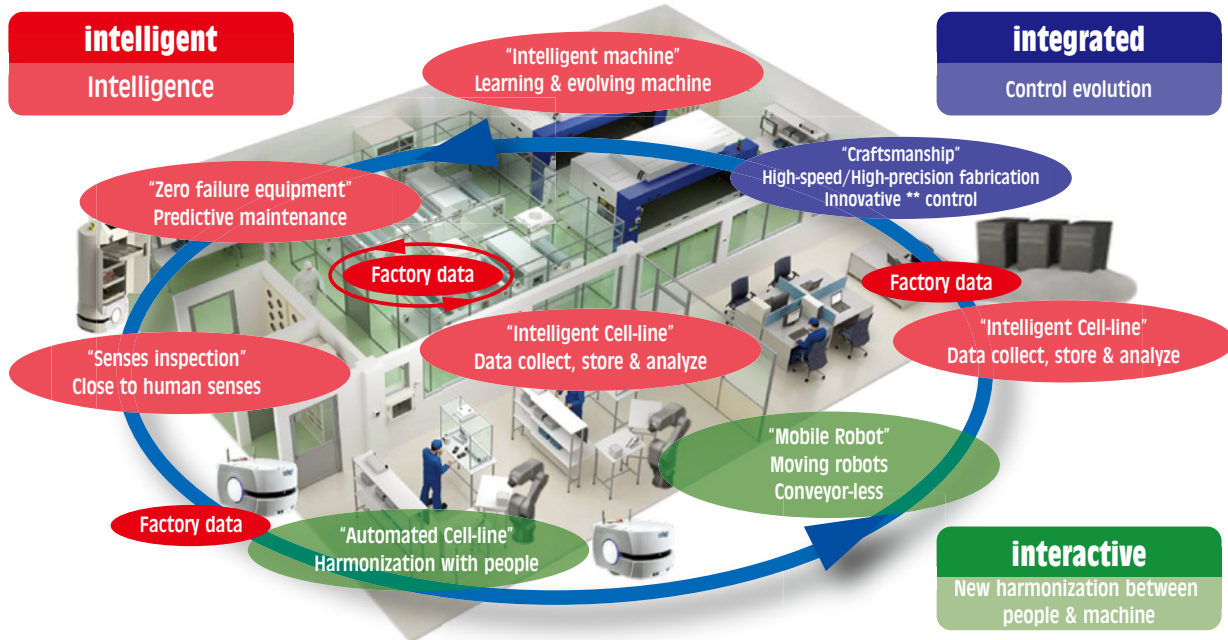 intelligent
Intelligence
integrated
Control evolution
“Intelligent machine”
Learning & evolving machine
“Craftsmanship”
High-speed/High-precision fabrication
Innovative ** control
“Zero failure equipment”
Predictive maintenance
Factory data
Factory data
“Intelligent Cell-line”
Data collect, store & analyze
“Intelligent Cell-line”
Data collect, store & analyze
“Senses inspection”
Close to human senses
“Mobile Robot”
Moving robots
Conveyor-less
Factory data
“Automated Cell-line”
Harmonization with people
interactive
New harmonization between
people & machine